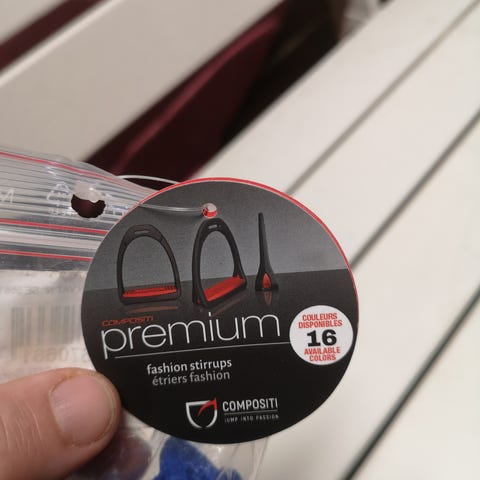 COMPOSITI
premium
fashion stirrups
étriers fashion
COULEURS
DISPONIBLES
16
AVAILABLE
COLORS
COMPOSITI
JUMP INTO PASSION